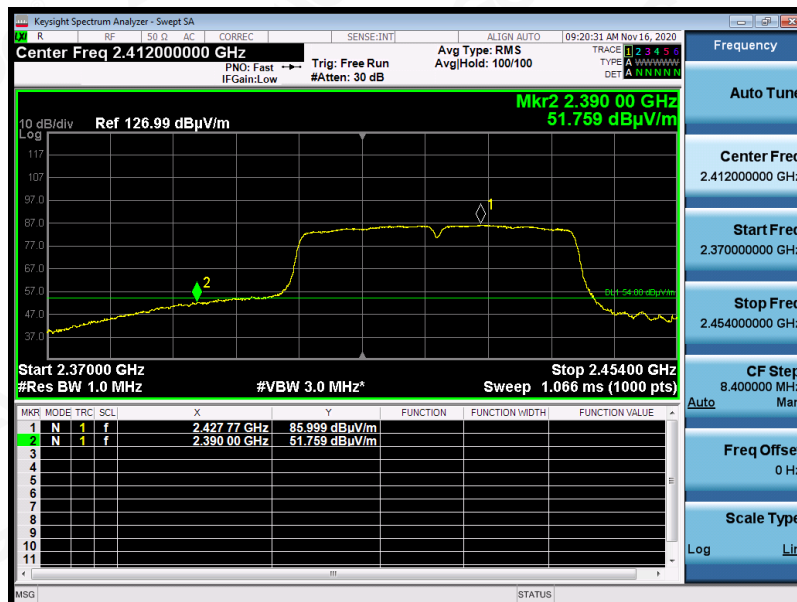 Keysight Spectrum Analyzer - Swept SA
LXI R RF 50 Ω AC CORREC SENSE:INT ALIGN AUTO 09:20:31 AM Nov 16, 2020
Center Freq 2.412000000 GHz
PNO: Fast
IFGain:Low
Trig: Free Run
#Atten: 30 dB
Avg Type: RMS
Avg|Hold: 100/100
TRACE 1 2 3 4 5 6
TYPE A WWWWW
DET A N N N N N
Mkr2 2.390 00 GHz
51.759 dBµV/m
10 dB/div Ref 126.99 dBµV/m
Log
117
107
97.0
87.0
77.0
67.0
57.0
47.0
37.0
1
2
DL1 54.00 dBµV/m
Start 2.37000 GHz Stop 2.45400 GHz
#Res BW 1.0 MHz #VBW 3.0 MHz* Sweep 1.066 ms (1000 pts)
MKR MODE TRC SCL X Y FUNCTION FUNCTION WIDTH FUNCTION VALUE
1 N 1 f 2.427 77 GHz 85.999 dBµV/m
2 N 1 f 2.390 00 GHz 51.759 dBµV/m
3
4
5
6
7
8
9
10
11
MSG STATUS
Frequency
Auto Tune
Center Freq
2.412000000 GHz
Start Freq
2.370000000 GHz
Stop Freq
2.454000000 GHz
CF Step
8.400000 MHz
Auto Man
Freq Offset
0 Hz
Scale Type
Log Lin